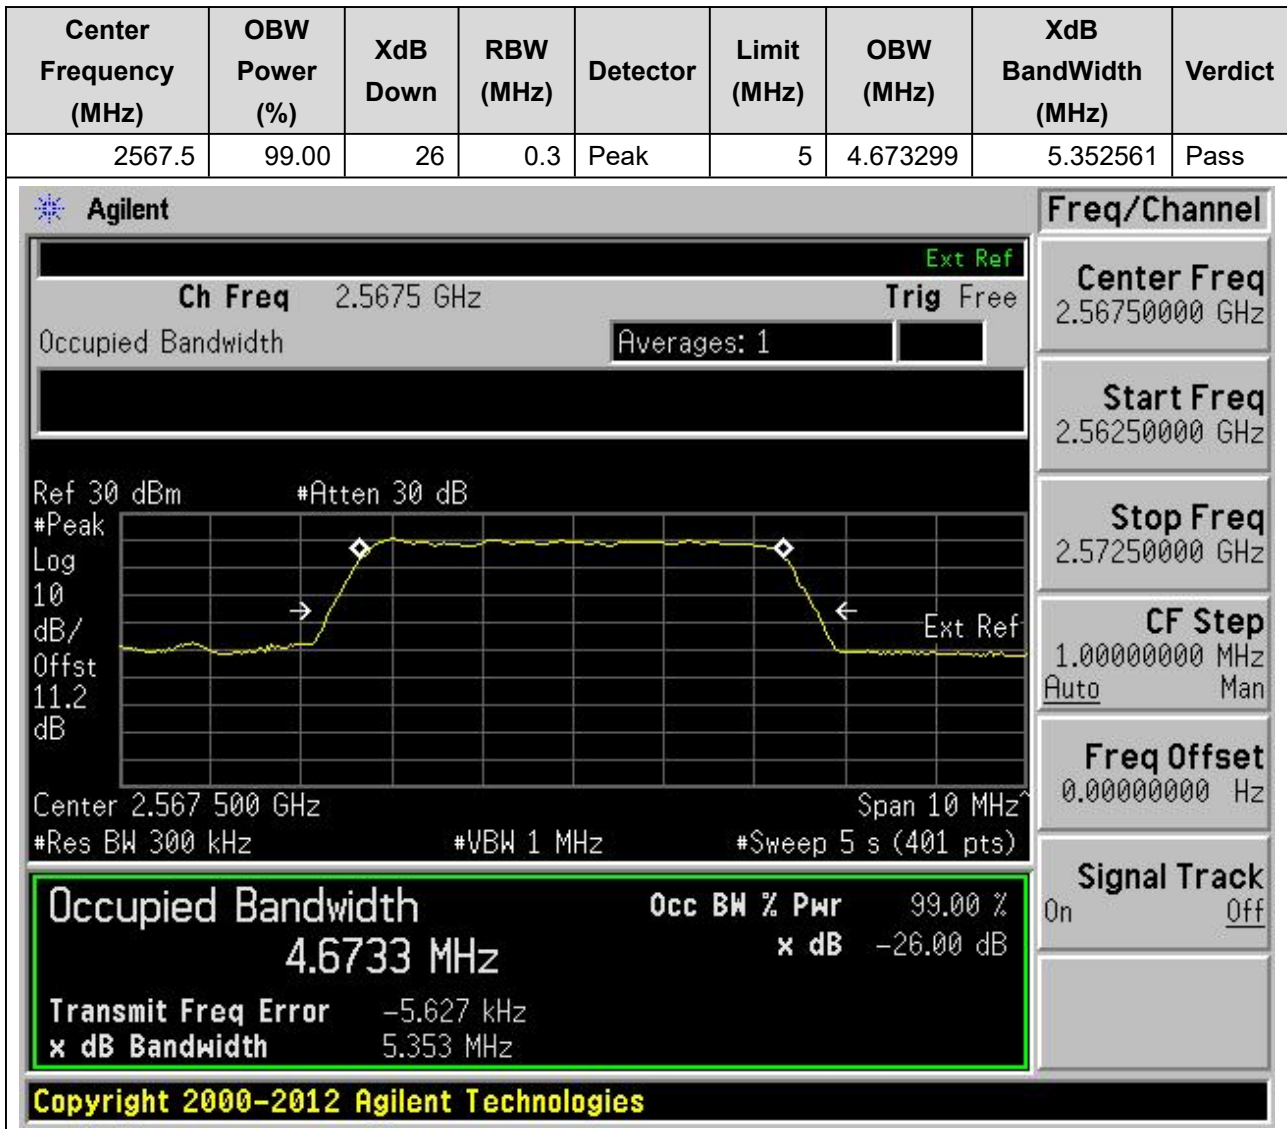 Center Frequency (MHz) OBW Power (%) XdB Down RBW (MHz) Detector Limit (MHz) OBW (MHz) XdB BandWidth (MHz) Verdict
2567.5 99.00 26 0.3 Peak 5 4.673299 5.352561 Pass
Agilent
Freq/Channel
Ext Ref
Ch Freq 2.5675 GHz Trig Free
Occupied Bandwidth Averages: 1
Center Freq
2.56750000 GHz
Start Freq
2.56250000 GHz
Stop Freq
2.57250000 GHz
CF Step
1.00000000 MHz
Auto Man
Freq Offset
0.00000000 Hz
Signal Track
On Off
Ref 30 dBm #Atten 30 dB
#Peak
Log
10
dB/
Offst
11.2
dB
Ext Ref
Center 2.567 500 GHz Span 10 MHz^
#Res BW 300 kHz #VBW 1 MHz #Sweep 5 s (401 pts)
Occupied Bandwidth Occ BW % Pwr 99.00 %
4.6733 MHz x dB -26.00 dB
Transmit Freq Error -5.627 kHz
x dB Bandwidth 5.353 MHz
Copyright 2000-2012 Agilent Technologies